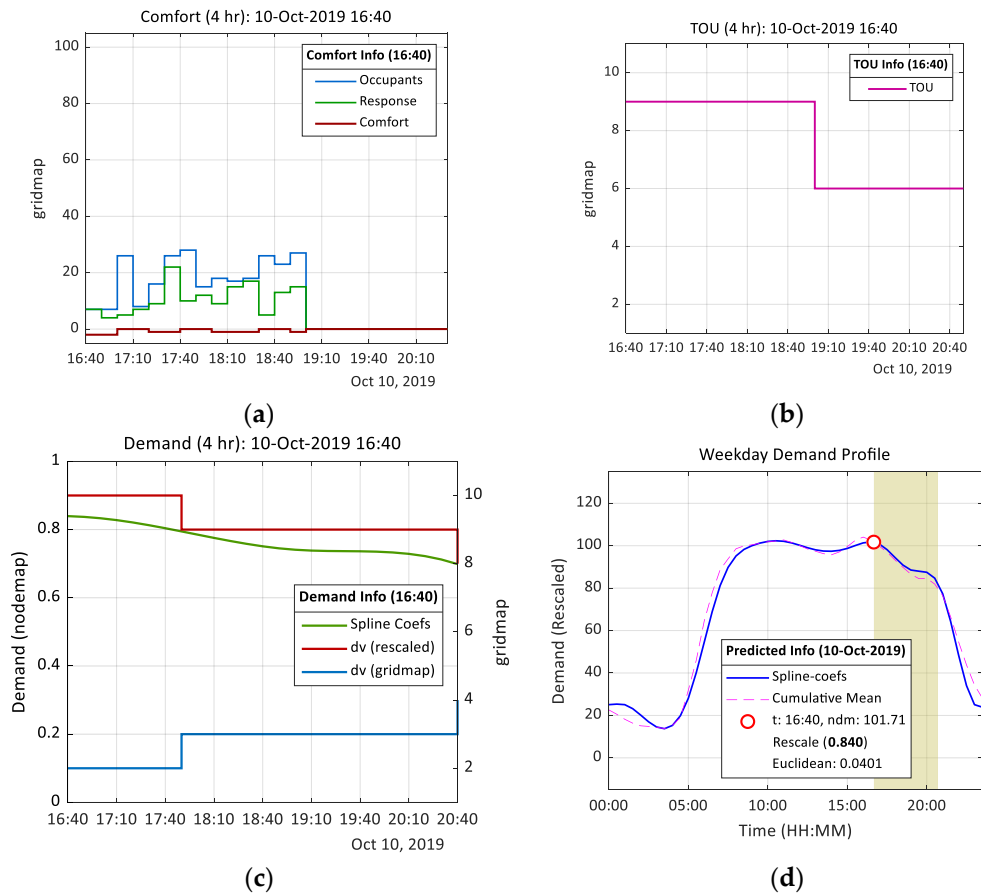 Comfort (4 hr): 10-Oct-2019 16:40
100
80
60
40
20
0
gridmap
Comfort Info (16:40)
Occupants
Response
Comfort
16:40 17:10 17:40 18:10 18:40 19:10 19:40 20:10
Oct 10, 2019
(a)
TOU (4 hr): 10-Oct-2019 16:40
10
8
6
4
2
gridmap
TOU Info (16:40)
TOU
16:40 17:10 17:40 18:10 18:40 19:10 19:40 20:10 20:40
Oct 10, 2019
(b)
Demand (4 hr): 10-Oct-2019 16:40
1
0.8
0.6
0.4
0.2
0
Demand (nodemap)
10
8
6
4
2
gridmap
Demand Info (16:40)
Spline Coefs
dv (rescaled)
dv (gridmap)
16:40 17:10 17:40 18:10 18:40 19:10 19:40 20:10 20:40
Oct 10, 2019
(c)
Weekday Demand Profile
120
100
80
60
40
20
0
Demand (Rescaled)
Predicted Info (10-Oct-2019)
Spline-coefs
Cumulative Mean
t: 16:40, ndm: 101.71
Rescale (0.840)
Euclidean: 0.0401
00:00 05:00 10:00 15:00 20:00
Time (HH:MM)
(d)